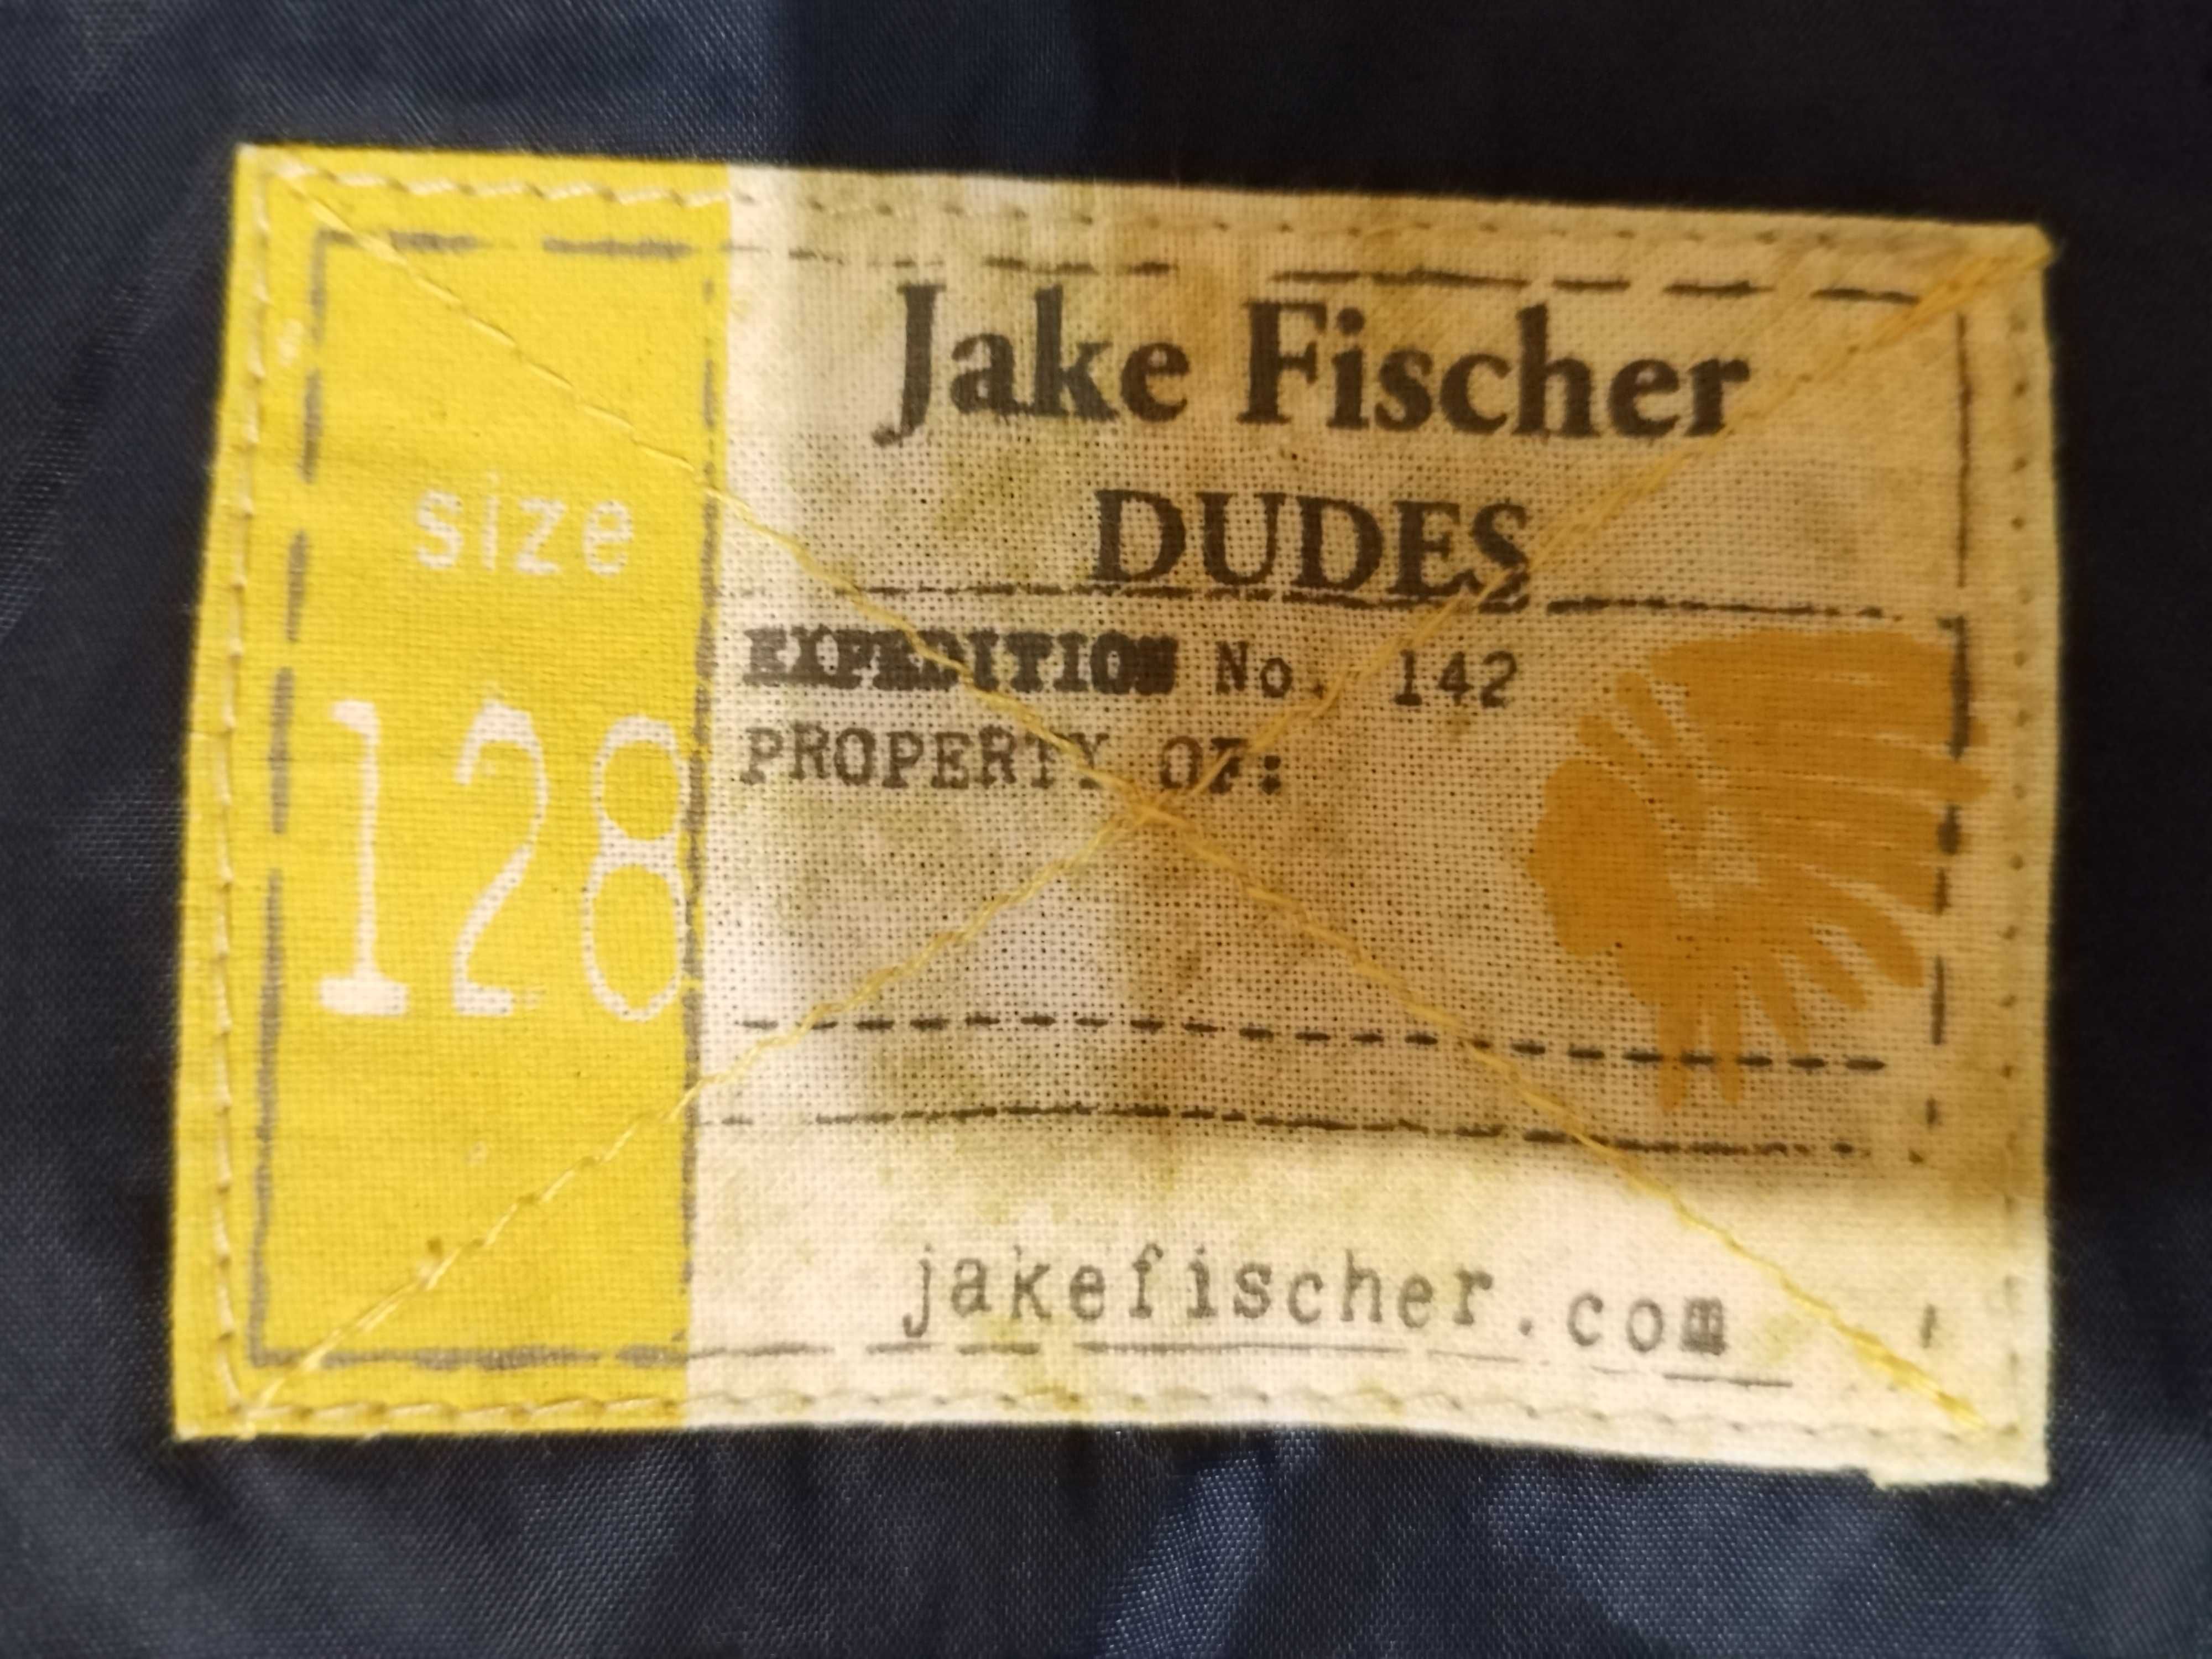 size
128
Jake Fischer
DUDES
EXPEDITION No. 142
PROPERTY OF:
jakefischer.com